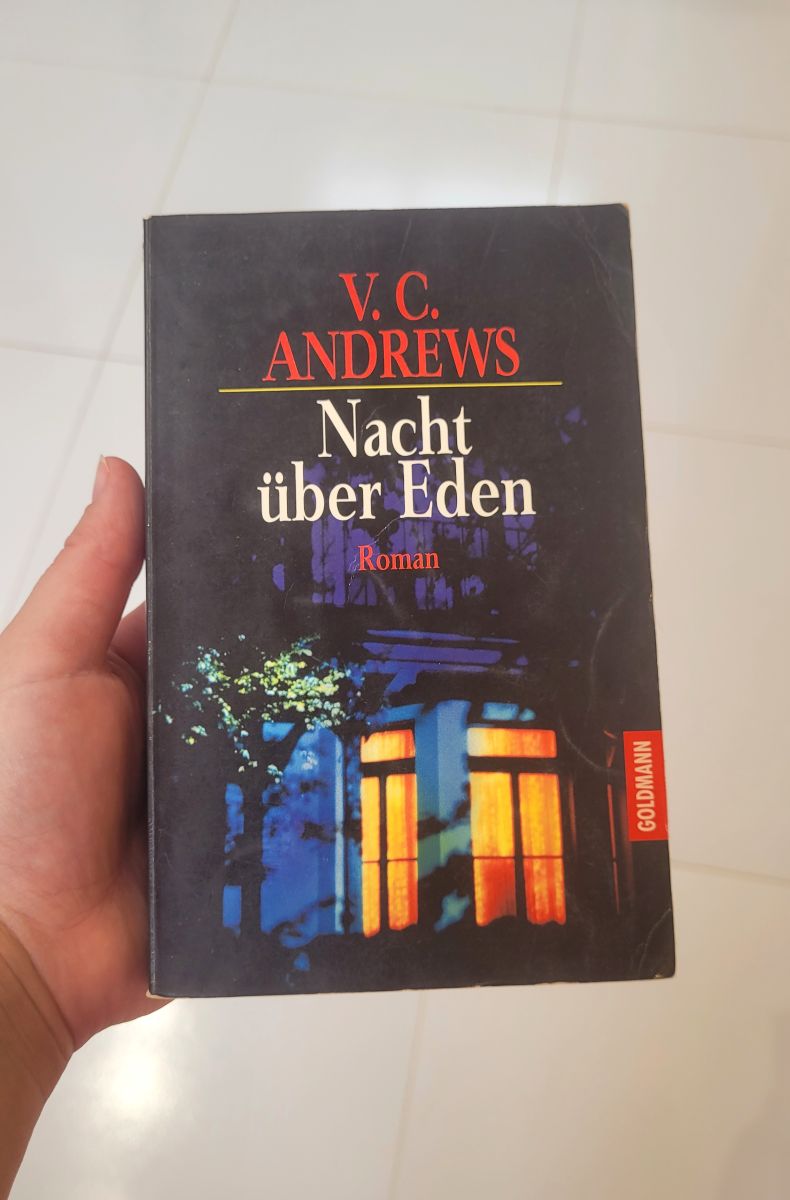 V. C.
ANDREWS
Nacht
über Eden
Roman
GOLDMANN